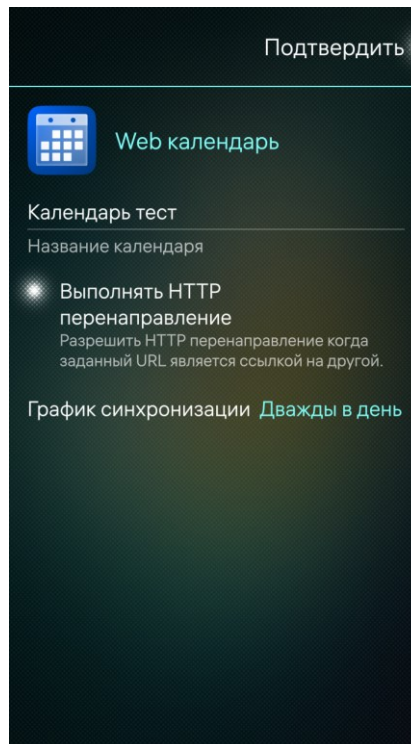 Подтвердить
Web календарь
Календарь тест
Название календаря
Выполнять HTTP
перенаправление
Разрешить HTTP перенаправление когда
заданный URL является ссылкой на другой.
График синхронизации Дважды в день